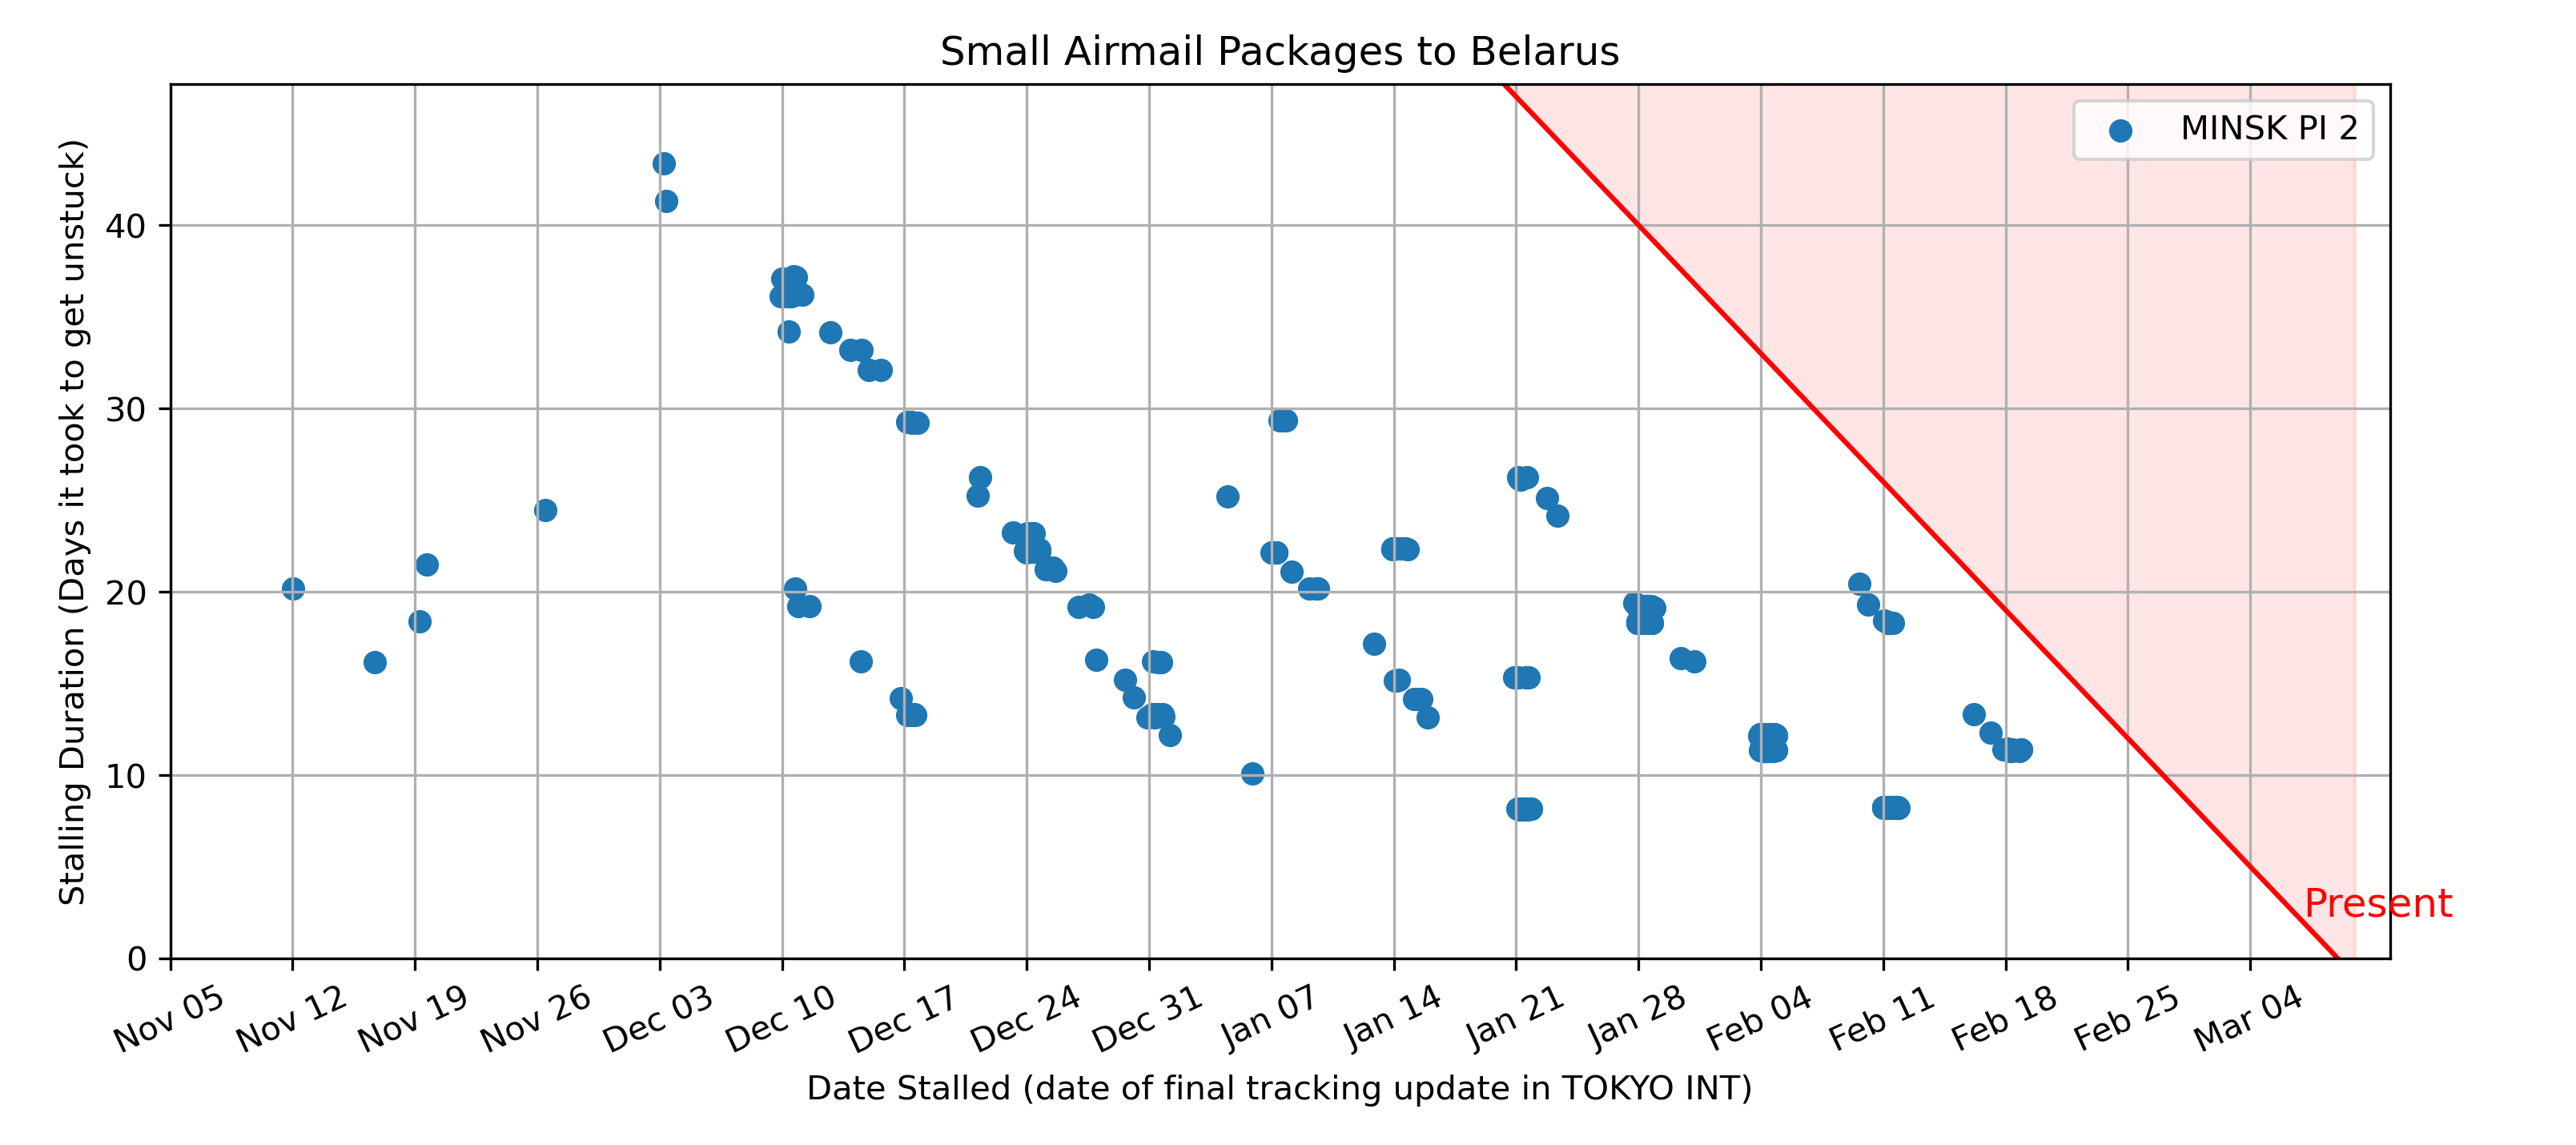 Small Airmail Packages to Belarus
MINSK PI 2
Stalling Duration (Days it took to get unstuck)
40
30
20
10
0
Present
Nov 05
Nov 12
Nov 19
Nov 26
Dec 03
Dec 10
Dec 17
Dec 24
Dec 31
Jan 07
Jan 14
Jan 21
Jan 28
Feb 04
Feb 11
Feb 18
Feb 25
Mar 04
Date Stalled (date of final tracking update in TOKYO INT)